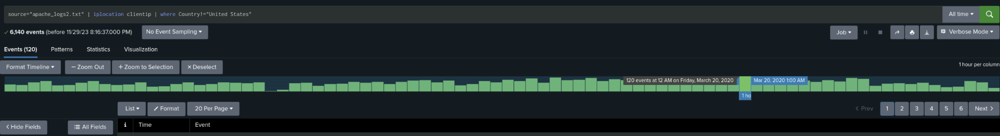 source="apache_logs2.txt" | iplocation clientip | where Country!="United States"
All time
6,140 events (before 11/29/23 8:16:37.000 PM)
No Event Sampling
Job
Verbose Mode
Events (120)
Patterns
Statistics
Visualization
Format Timeline
— Zoom Out
+ Zoom to Selection
× Deselect
1 hour per column
120 events at 12 AM on Friday, March 20, 2020
Mar 20, 2020 1:00 AM
1 ho
List
Format
20 Per Page
< Prev
1
2
3
4
5
6
Next >
< Hide Fields
All Fields
i
Time
Event